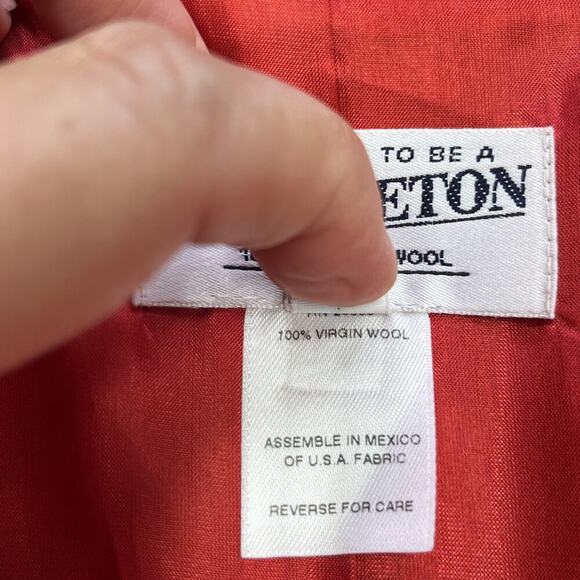 TO BE A
ETON
WOOL
100% VIRGIN WOOL
ASSEMBLE IN MEXICO
OF U.S.A. FABRIC
REVERSE FOR CARE